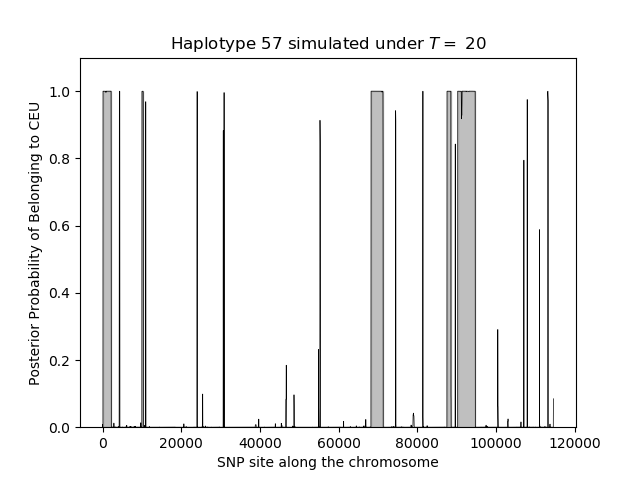 Haplotype 57 simulated under T = 20
Posterior Probability of Belonging to CEU
1.0
0.8
0.6
0.4
0.2
0.0
0 20000 40000 60000 80000 100000 120000
SNP site along the chromosome